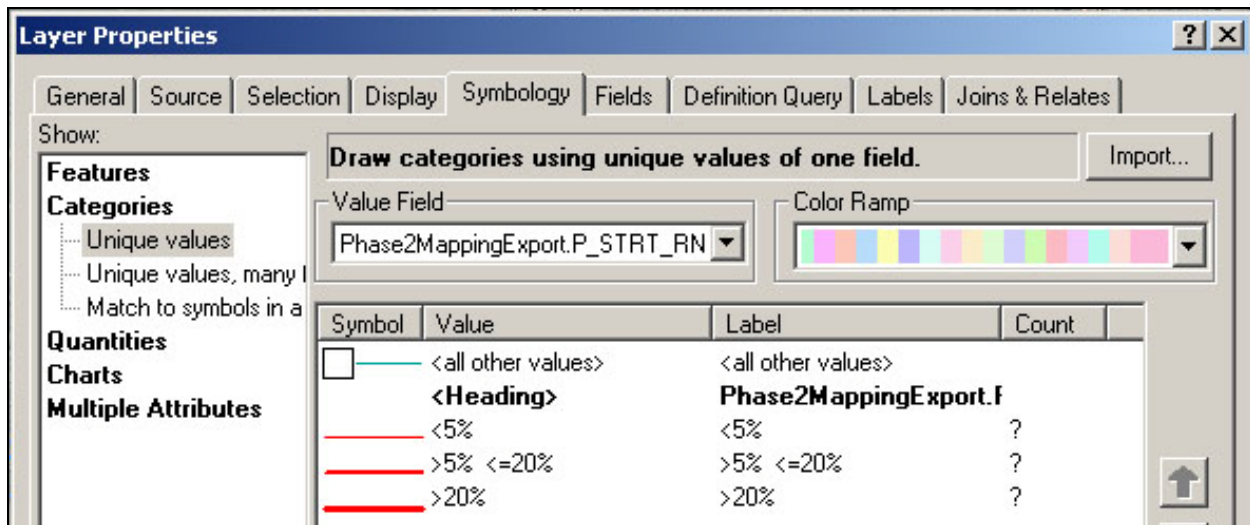 Layer Properties
General Source Selection Display Symbology Fields Definition Query Labels Joins & Relates
Show:
Features
Categories
Unique values
Unique values, many
Match to symbols in a
Quantities
Charts
Multiple Attributes
Draw categories using unique values of one field.
Import...
Value Field
Phase2MappingExport.P_STRT_RN
Color Ramp
Symbol Value Label Count
<all other values> <all other values>
<Heading> Phase2MappingExport.
<5% <5% ?
>5% <=20% >5% <=20% ?
>20% >20% ?